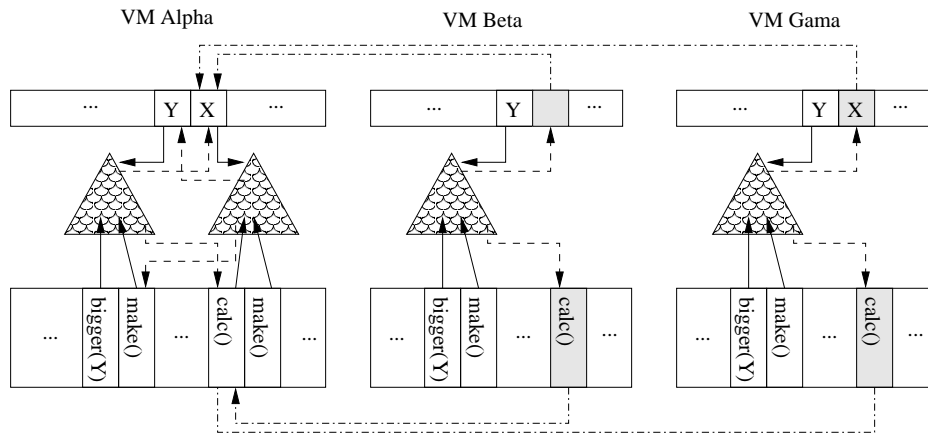 VM Alpha VM Beta VM Gama
... Y X ... ... Y ... ... Y X ...
... bigger(Y) make() ... calc() make() ... ... bigger(Y) make() ... calc() ... ... bigger(Y) make() ... calc() ...